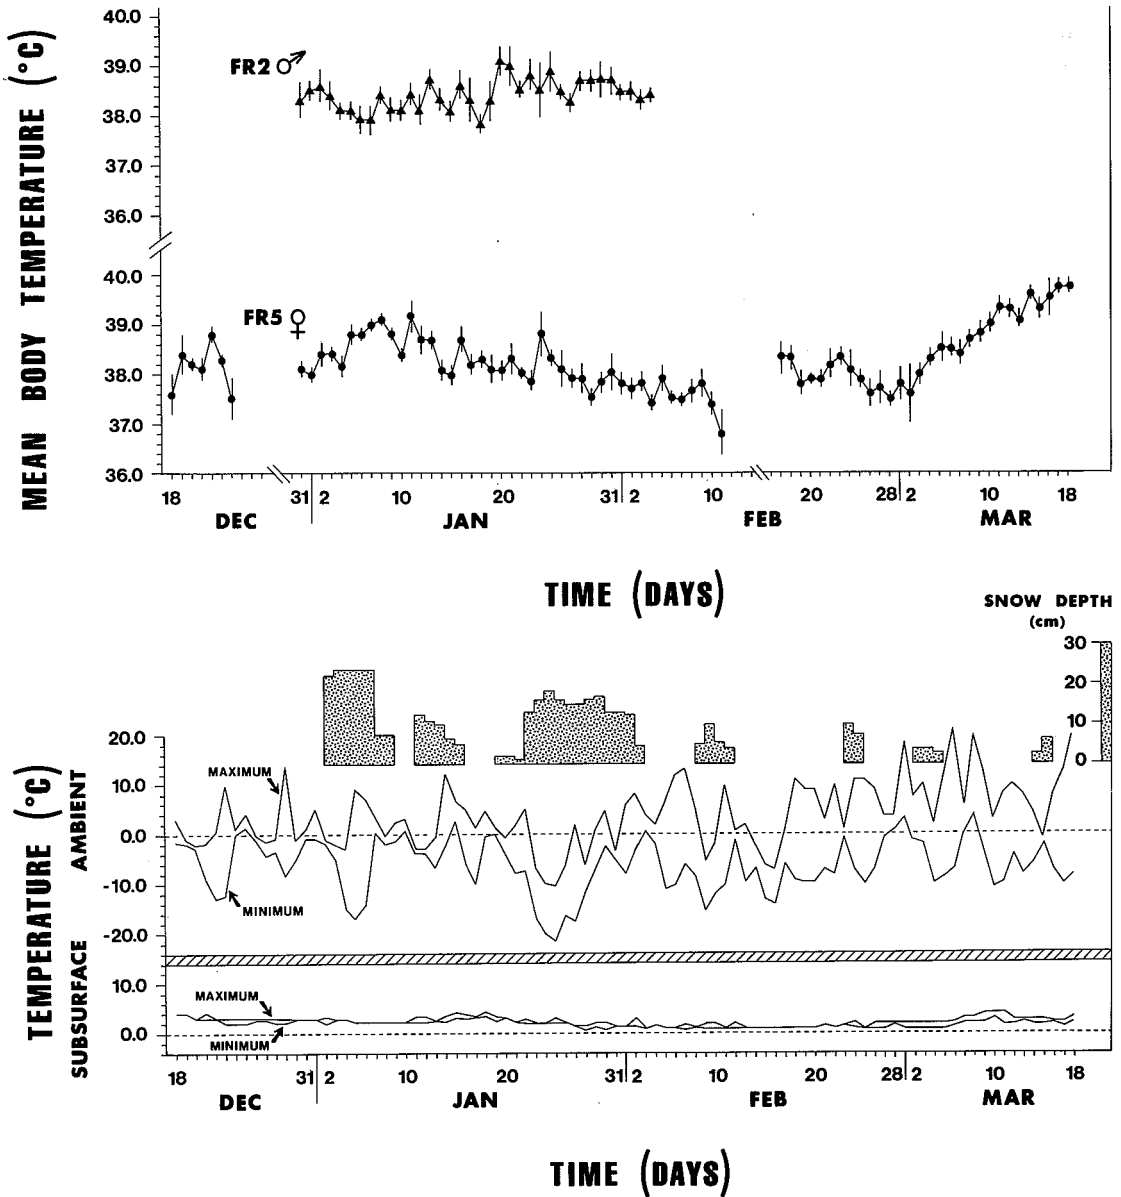 MEAN BODY TEMPERATURE (°C)
40.0
39.0
38.0
37.0
36.0
FR2 ♂
40.0
39.0
38.0
37.0
36.0
FR5 ♀
18 31 2 10 20 31 2 10 20 28 2 10 18
DEC JAN FEB MAR
TIME (DAYS)
SNOW DEPTH
(cm)
30
20
10
0
TEMPERATURE (°C)
AMBIENT
20.0
10.0
0.0
-10.0
-20.0
MAXIMUM
MINIMUM
SUBSURFACE
10.0
0.0
MAXIMUM
MINIMUM
18 31 2 10 20 31 2 10 20 28 2 10 18
DEC JAN FEB MAR
TIME (DAYS)